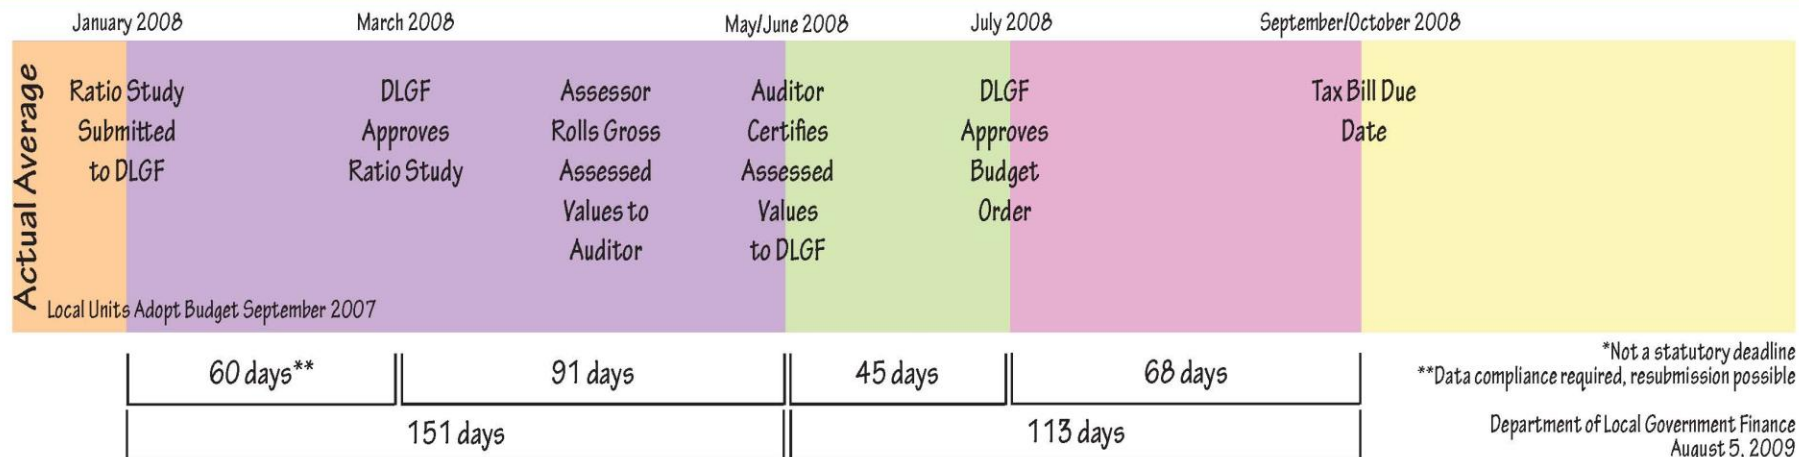 January 2008
March 2008
May/June 2008
July 2008
September/October 2008
Actual Average
Ratio Study
Submitted
to DLGF
DLGF
Approves
Ratio Study
Assessor
Rolls Gross
Assessed
Values to
Auditor
Auditor
Certifies
Assessed
Values
to DLGF
DLGF
Approves
Budget
Order
Tax Bill Due
Date
Local Units Adopt Budget September 2007
60 days**
91 days
45 days
68 days
151 days
113 days
*Not a statutory deadline
**Data compliance required, resubmission possible
Department of Local Government Finance
August 5, 2009